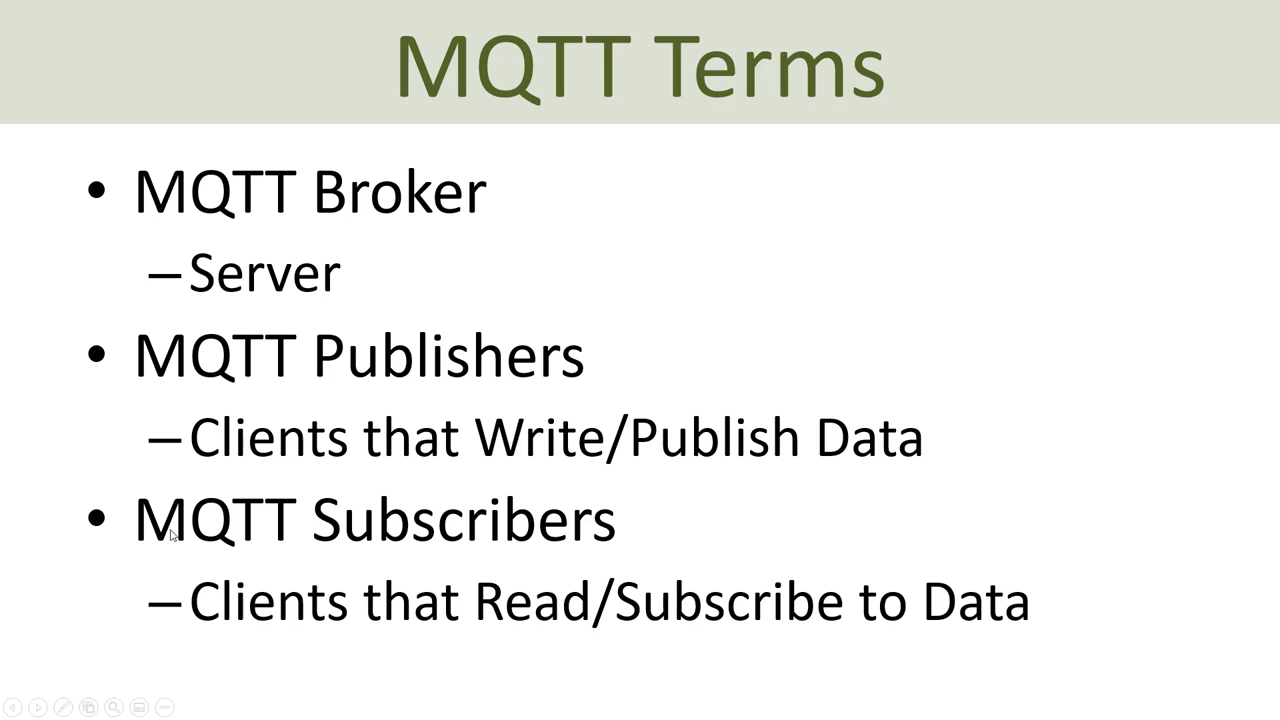 MQTT Terms
• MQTT Broker
– Server
• MQTT Publishers
– Clients that Write/Publish Data
• MQTT Subscribers
– Clients that Read/Subscribe to Data